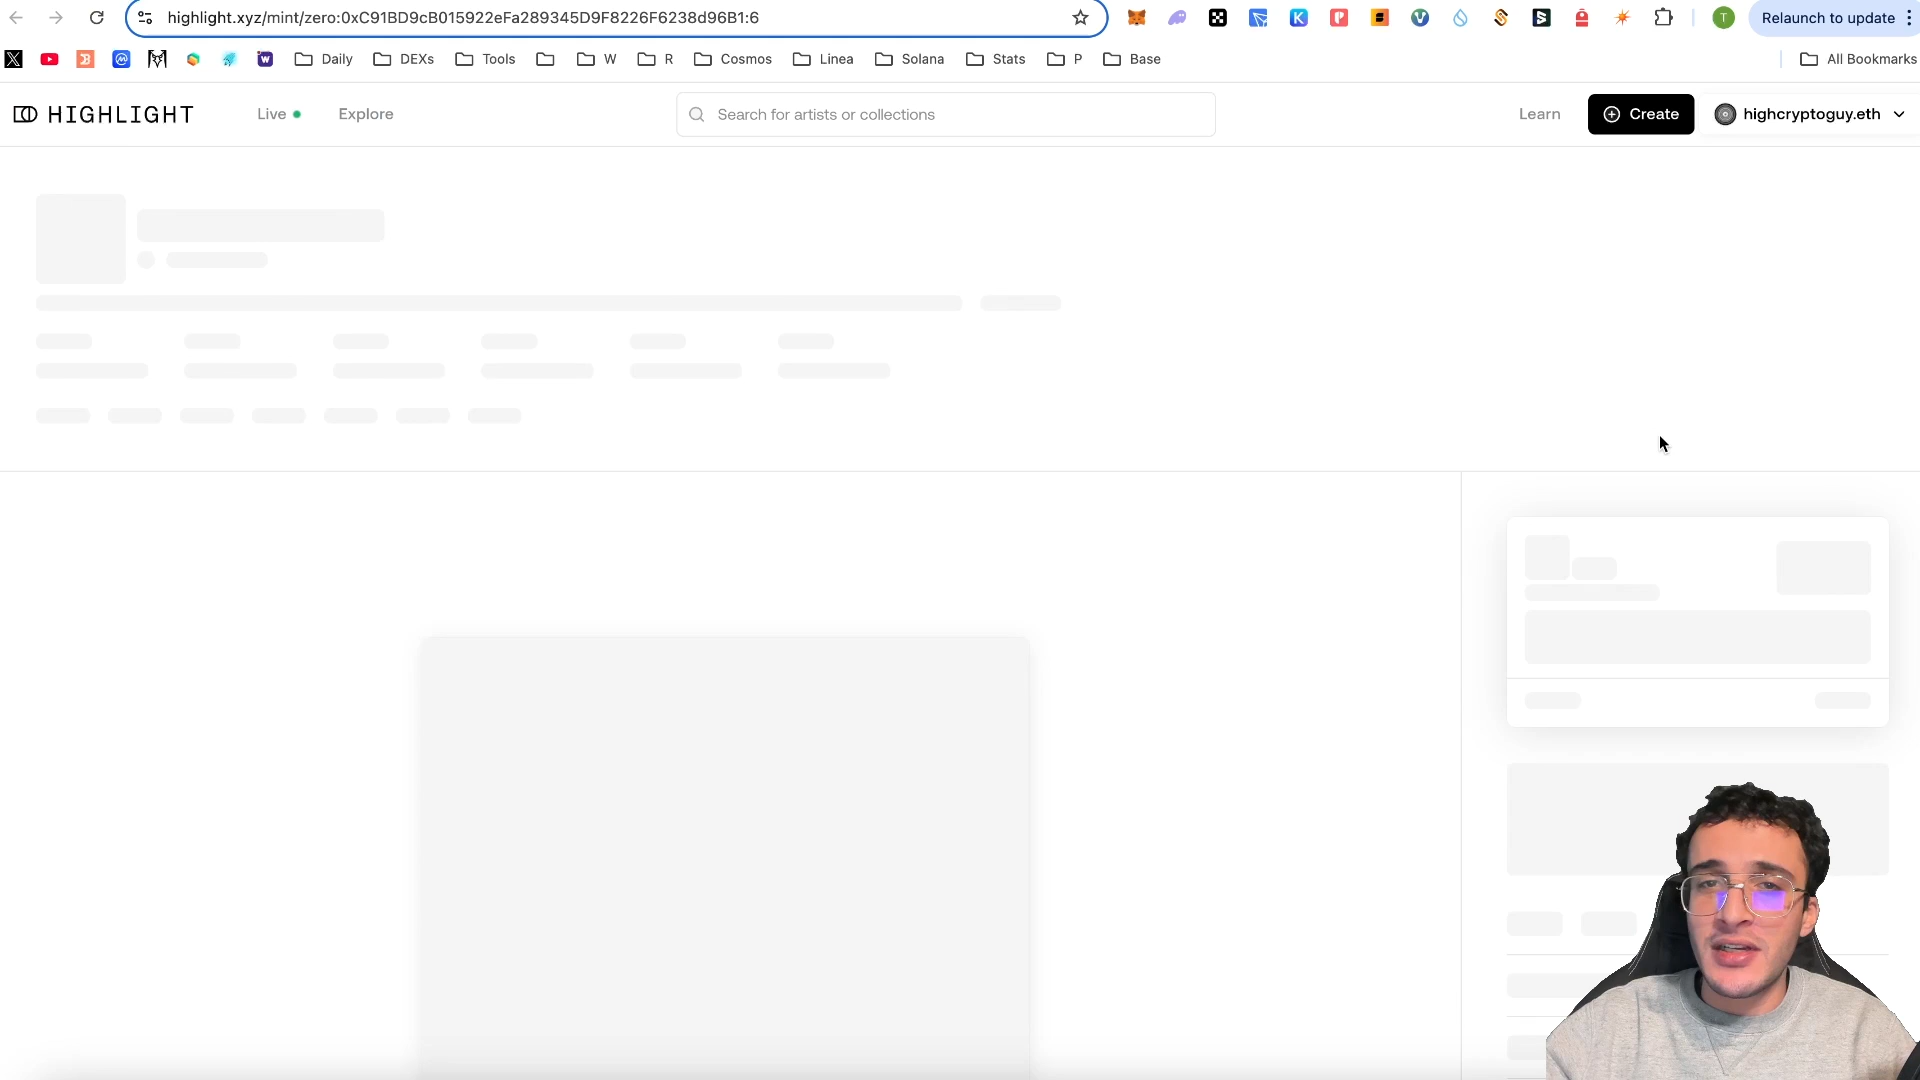 highlight.xyz/mint/zero:0xC91BD9cB015922eFa289345D9F8226F6238d96B1:6
T
Relaunch to update
Daily
DEXs
Tools
W
R
Cosmos
Linea
Solana
Stats
P
Base
All Bookmarks
HIGHLIGHT
Live
Explore
Search for artists or collections
Learn
Create
highcryptoguy.eth